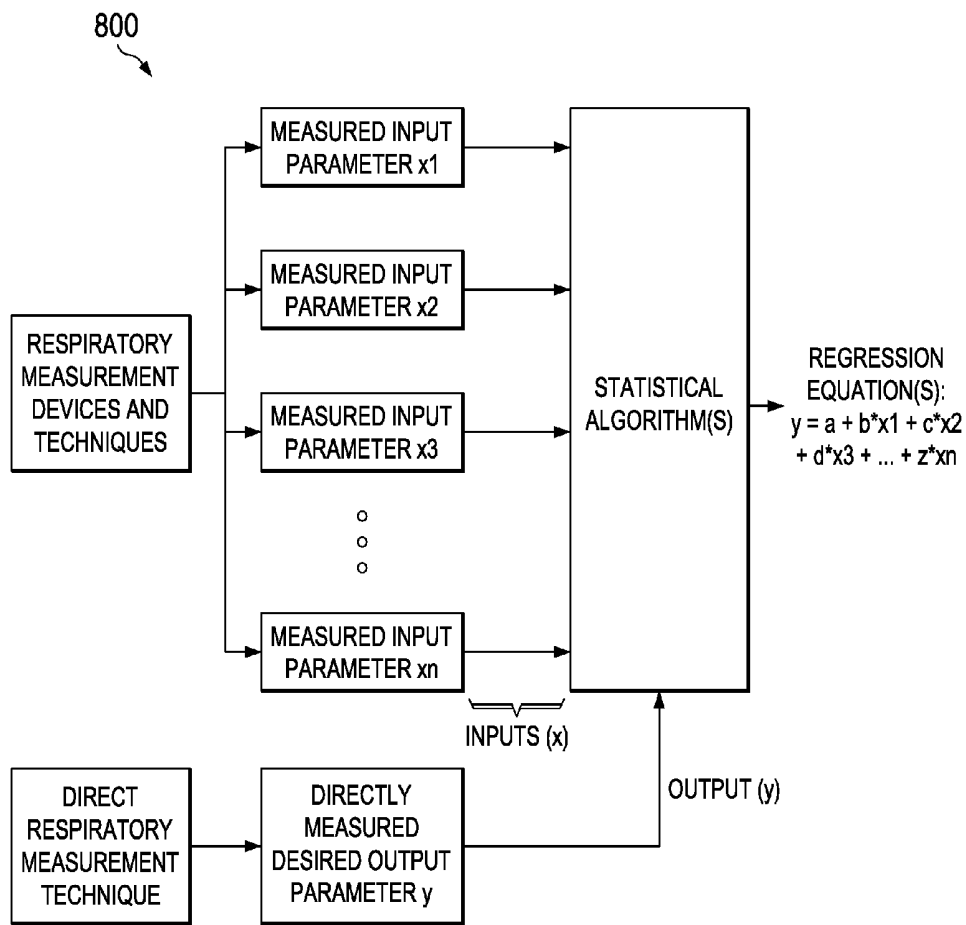 800
MEASURED INPUT
PARAMETER x1
MEASURED INPUT
PARAMETER x2
RESPIRATORY
MEASUREMENT
DEVICES AND
TECHNIQUES
MEASURED INPUT
PARAMETER x3
MEASURED INPUT
PARAMETER xn
INPUTS (x)
STATISTICAL
ALGORITHM(S)
REGRESSION
EQUATION(S):
y = a + b*x1 + c*x2
+ d*x3 + ... + z*xn
DIRECT
RESPIRATORY
MEASUREMENT
TECHNIQUE
DIRECTLY
MEASURED
DESIRED OUTPUT
PARAMETER y
OUTPUT (y)